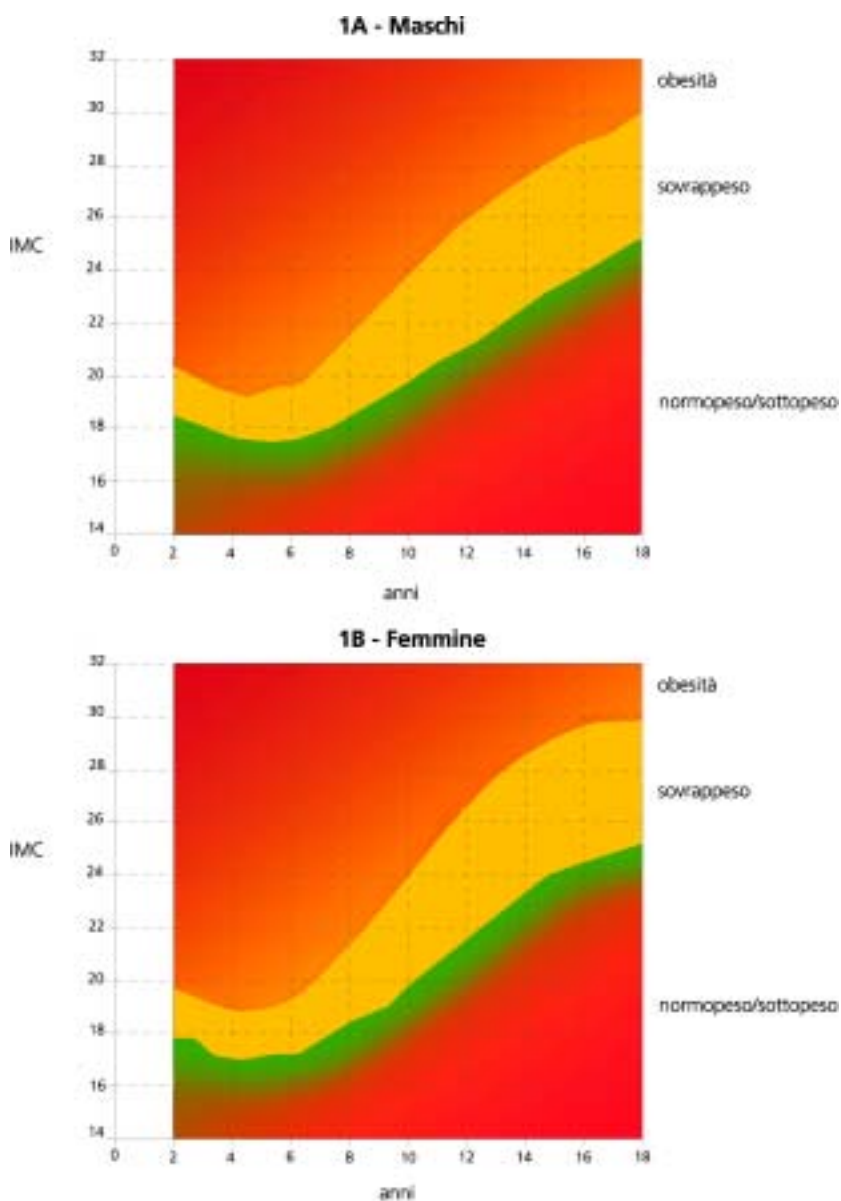 1A - Maschi
32
30
28
26
24
22
20
18
16
14
IMC
obesità
sovrappeso
normopeso/sottopeso
0 2 4 6 8 10 12 14 16 18
anni
1B - Femmine
32
30
28
26
24
22
20
18
16
14
IMC
obesità
sovrappeso
normopeso/sottopeso
0 2 4 6 8 10 12 14 16 18
anni